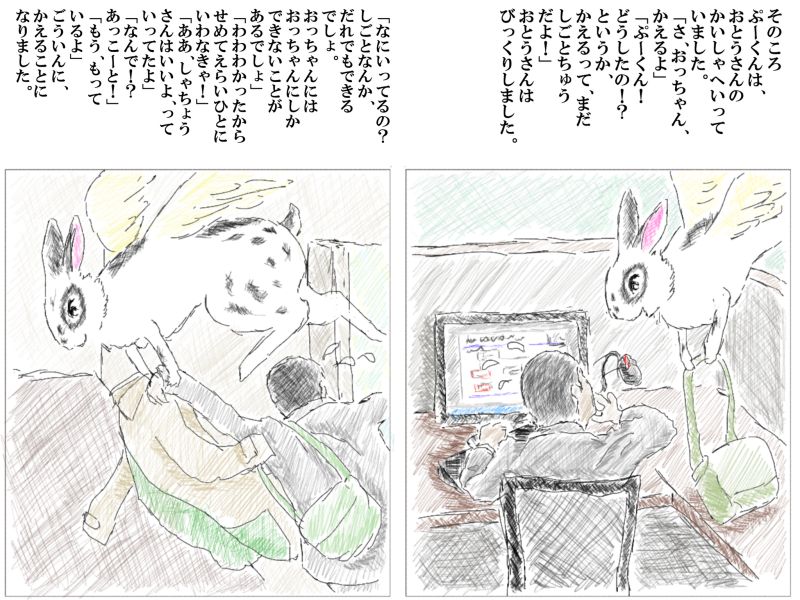 そのころ
ぷーくんは、
おとうさんの
かいしゃへいって
いました。
「さ、おっちゃん、
かえるよ」
「ぷーくん！
どうしたの！？
というか、
かえるって、まだ
しごとちゅう
だよ！」
おとうさんは
びっくりしました。
「なにいってるの？
しごとなんか、
だれでもできる
でしょ。
おっちゃんには
おっちゃんにしか
できないことが
あるでしょ」
「わわわかったから
せめてえらいひとに
いわなきゃ！」
「ああ、しゃちょう
さんはいいよ、って
いってたよ」
「なんで！？
あっこーと！」
「もう、もって
いるよ」
ごういんに、
かえることに
なりました。